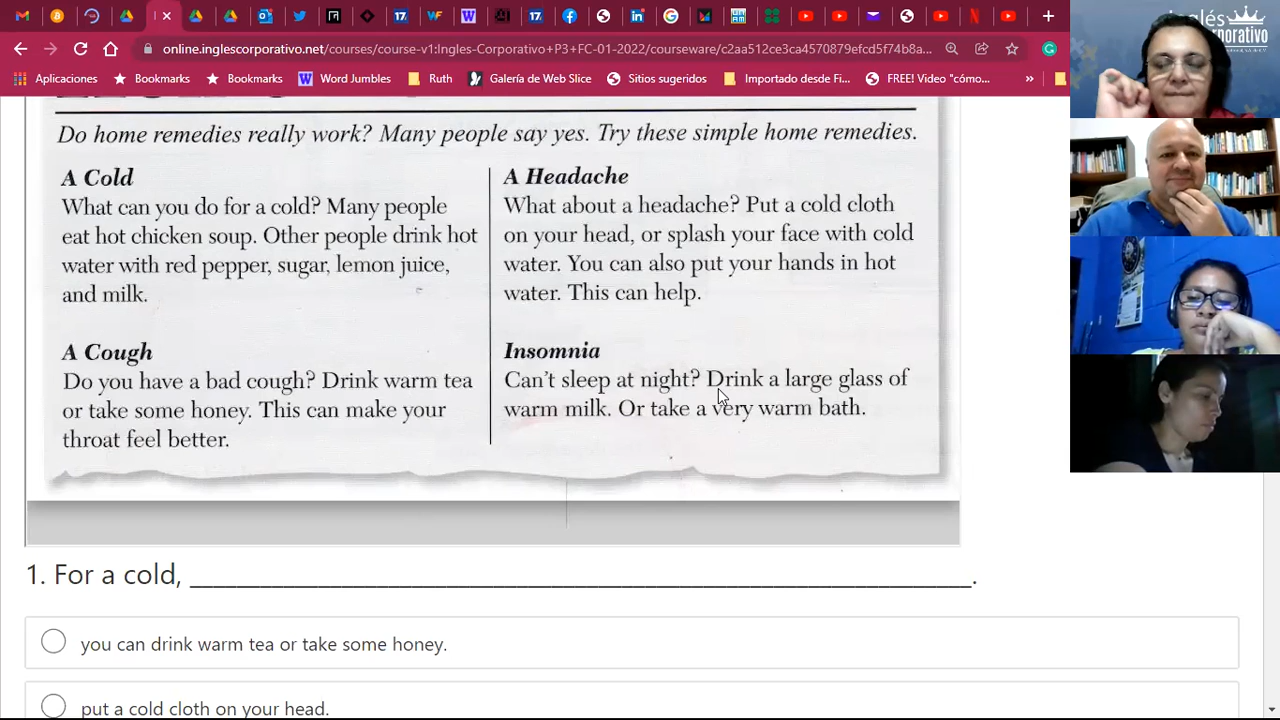 inglés
Corporativo
online.inglescorporativo.net/courses/course-v1:Ingles-Corporativo+P3+FC-01-2022/courseware/c2aa512ce3ca4570879efcd5f74b8a...
Aplicaciones Bookmarks Bookmarks Word Jumbles Ruth Galería de Web Slice Sitios sugeridos Importado desde Fi... FREE! Video "cómo... »
Do home remedies really work? Many people say yes. Try these simple home remedies.
A Cold
What can you do for a cold? Many people
eat hot chicken soup. Other people drink hot
water with red pepper, sugar, lemon juice,
and milk.
A Cough
Do you have a bad cough? Drink warm tea
or take some honey. This can make your
throat feel better.
A Headache
What about a headache? Put a cold cloth
on your head, or splash your face with cold
water. You can also put your hands in hot
water. This can help.
Insomnia
Can't sleep at night? Drink a large glass of
warm milk. Or take a very warm bath.
1. For a cold, ______________________________________________.
you can drink warm tea or take some honey.
put a cold cloth on your head.